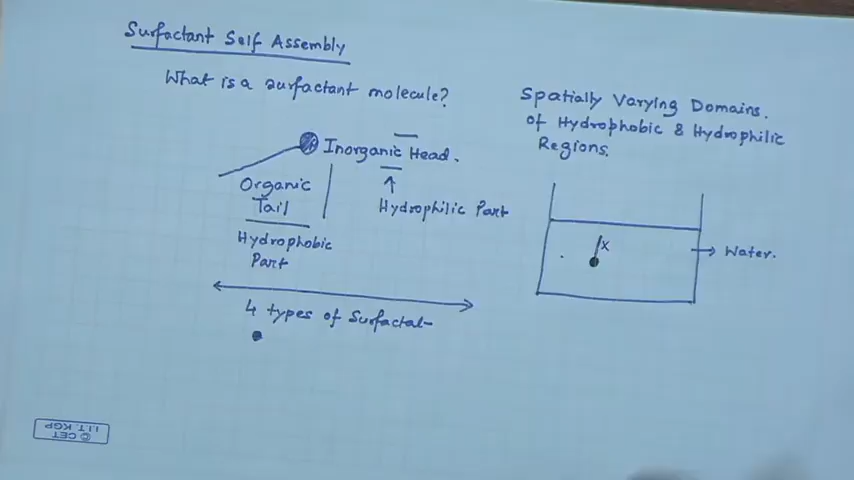 Surfactant Self Assembly
What is a surfactant molecule?
Inorganic Head.
Organic
Tail
Hydrophilic Part
Hydrophobic
Part
4 types of Surfactal-
Spatially Varying Domains.
of Hydrophobic & Hydrophilic
Regions.
x
Water.
© CET
I.I.T. KGP